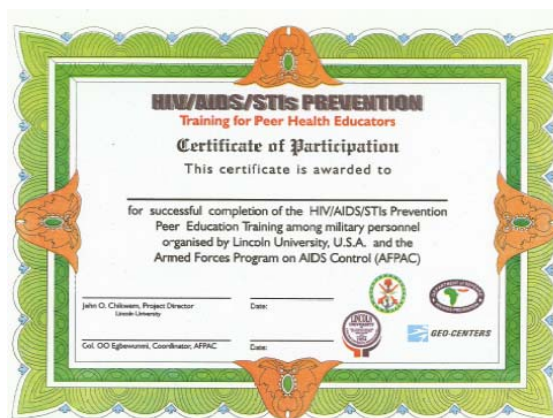 HIV/AIDS/STIs PREVENTION
Training for Peer Health Educators
Certificate of Participation
This certificate is awarded to
for successful completion of the HIV/AIDS/STIs Prevention
Peer Education Training among military personnel
organised by Lincoln University, U.S.A. and the
Armed Forces Program on AIDS Control (AFPAC)
John O. Chikwem, Project Director
Lincoln University
Date:
Col. OO Egbewunmi, Coordinator, AFPAC
Date:
LINCOLN
UNIVERSITY
GEO-CENTERS